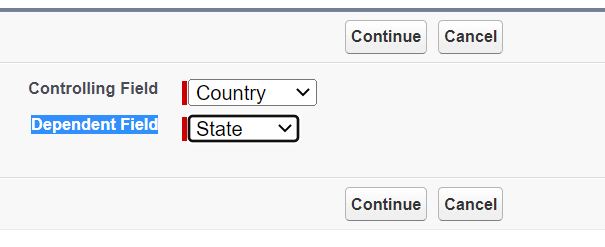 Continue Cancel
Controlling Field Country
Dependent Field State
Continue Cancel